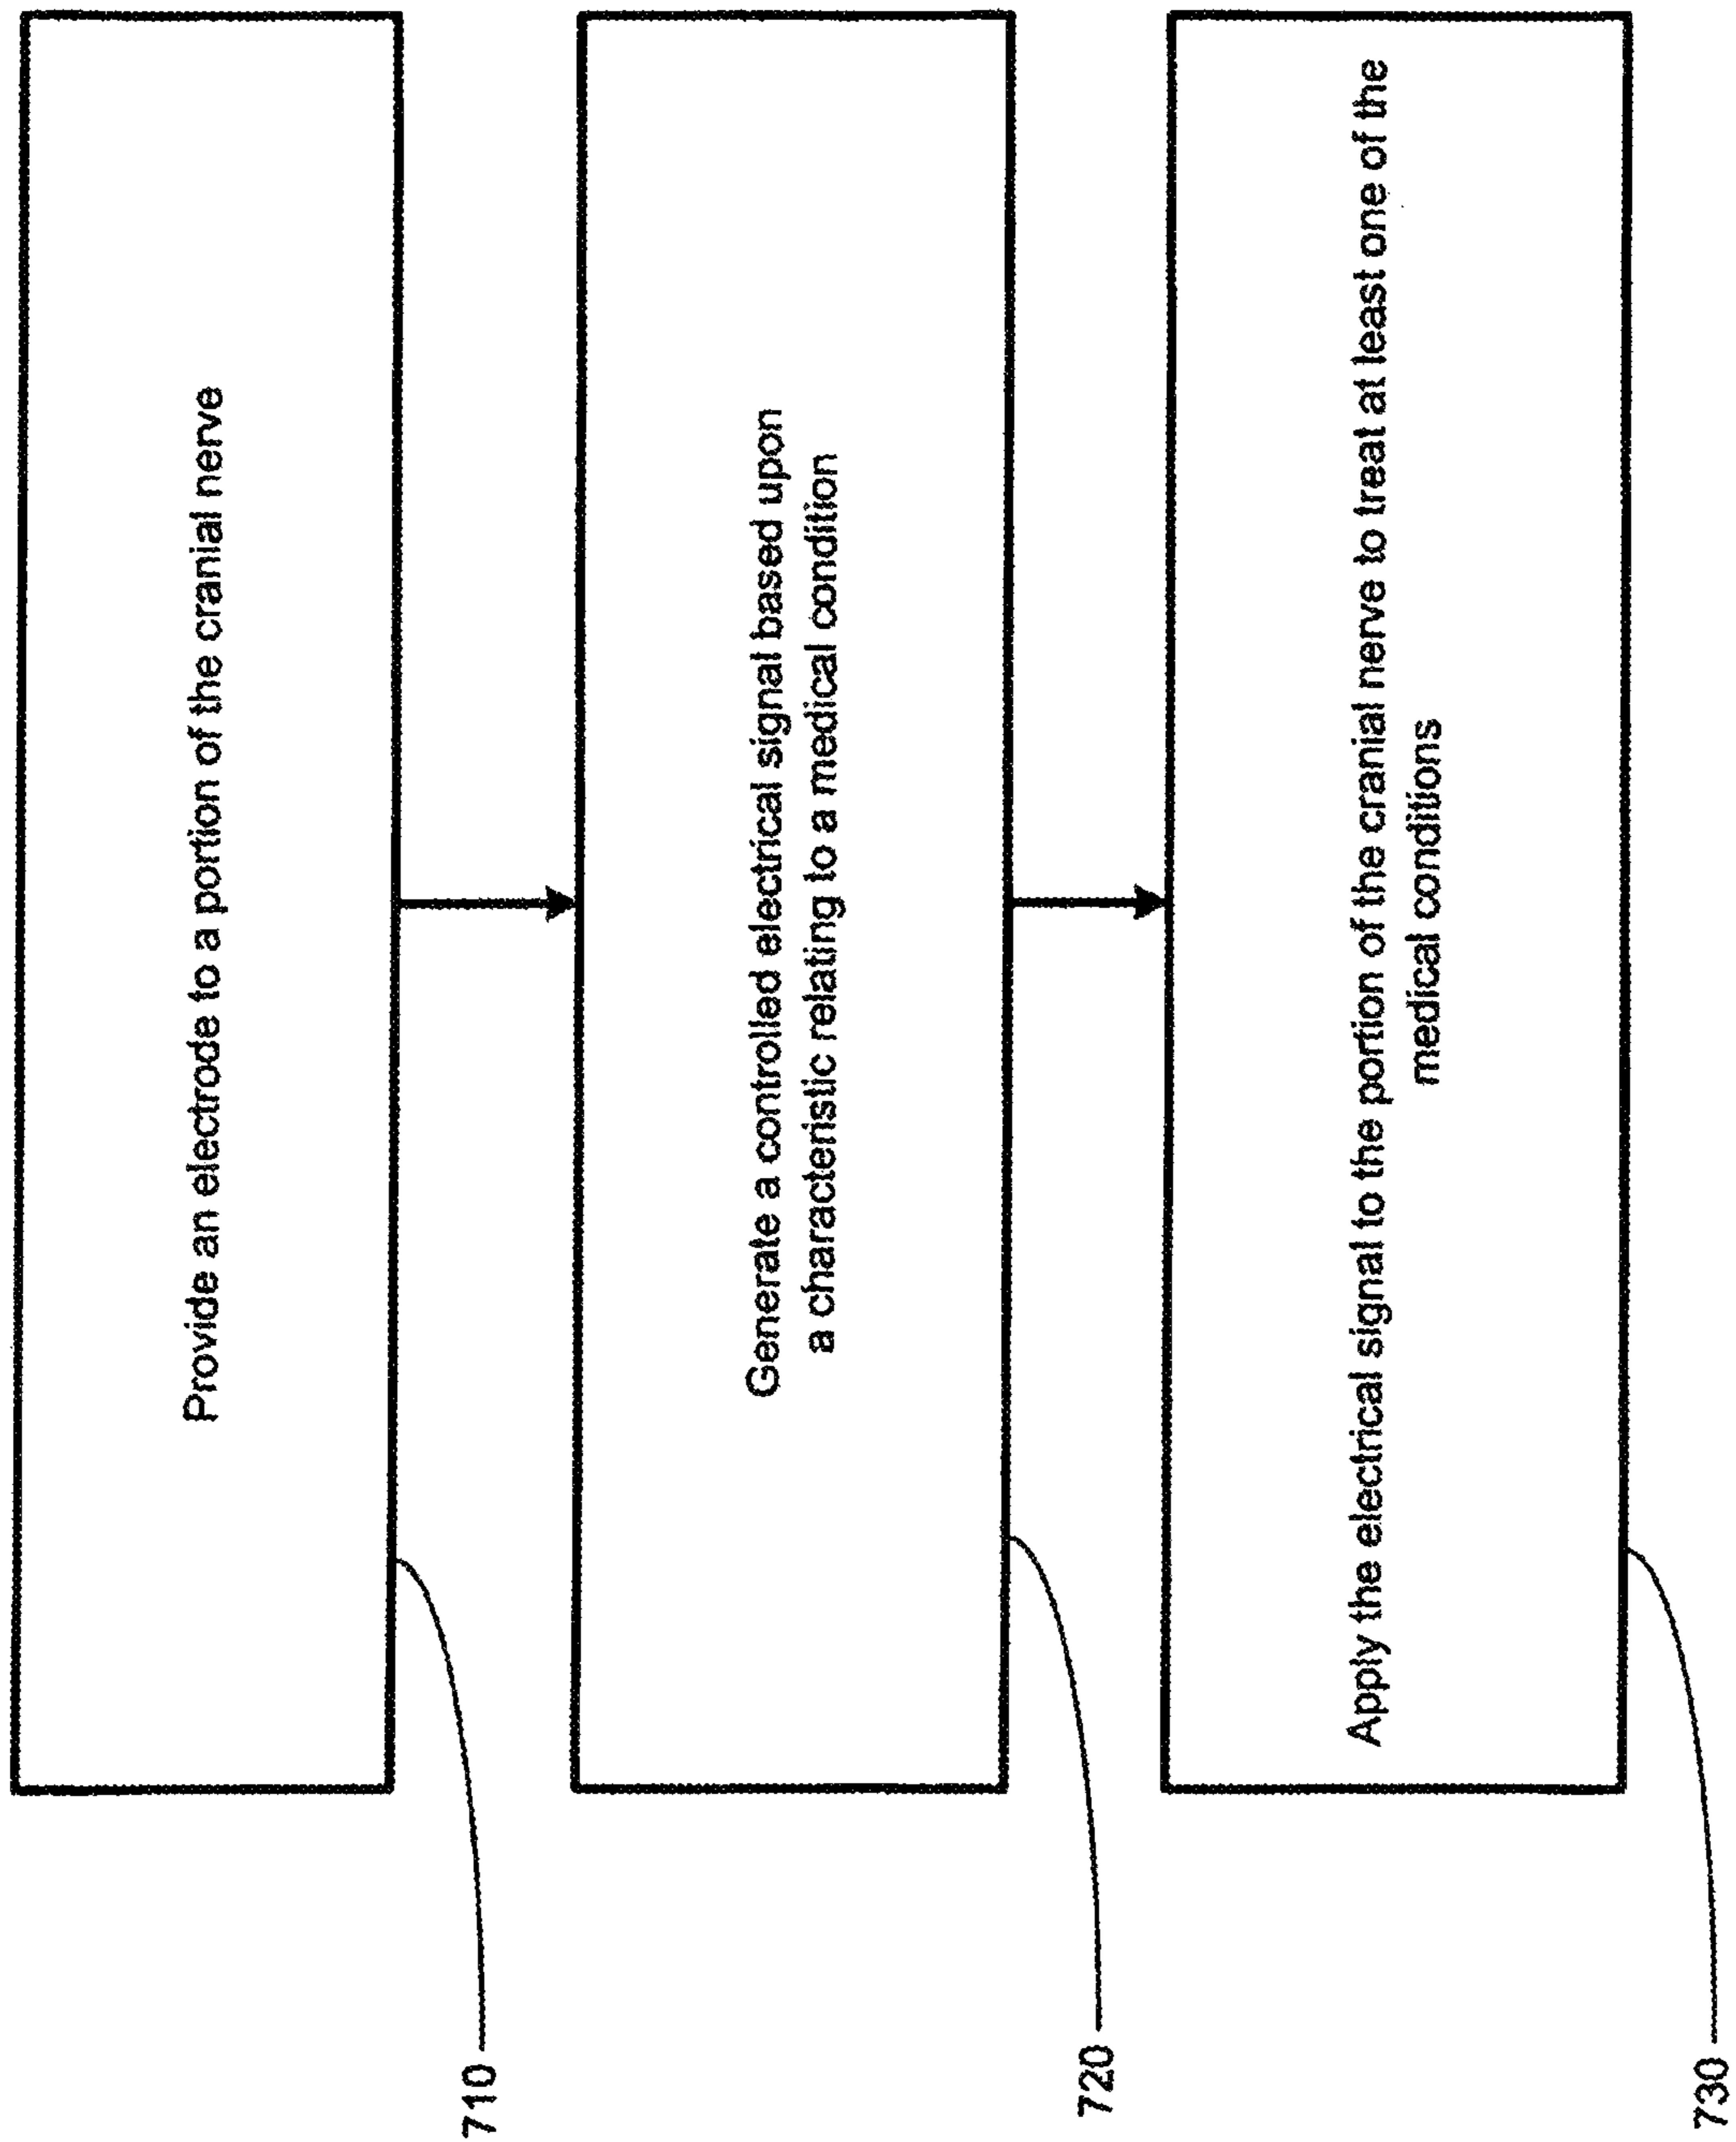 Provide an electrode to a portion of the cranial nerve
710
Generate a controlled electrical signal based upon
a characteristic relating to a medical condition
720
Apply the electrical signal to the portion of the cranial nerve to treat at least one of the
medical conditions
730